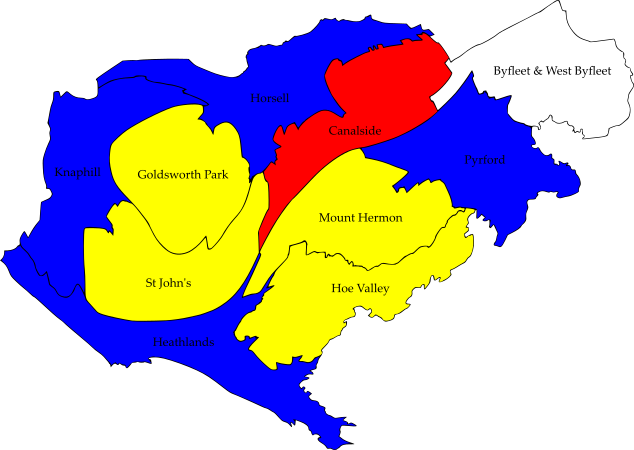 Byfleet & West Byfleet
Horsell
Canalside
Pyrford
Knaphill
Goldsworth Park
Mount Hermon
St John's
Hoe Valley
Heathlands